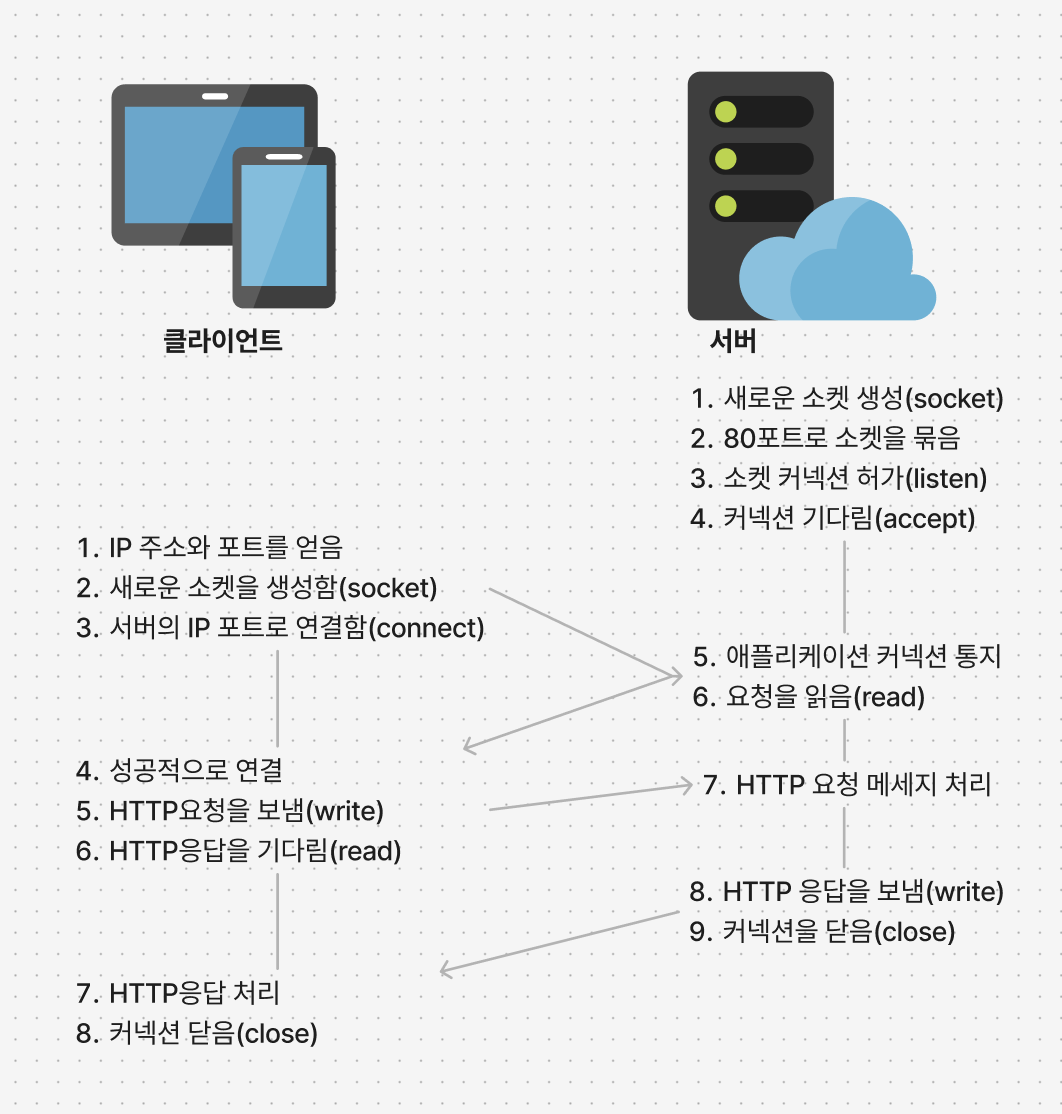 클라이언트
서버
1. 새로운 소켓 생성(socket)
2. 80포트로 소켓을 묶음
3. 소켓 커넥션 허가(listen)
4. 커넥션 기다림(accept)
1. IP 주소와 포트를 얻음
2. 새로운 소켓을 생성함(socket)
3. 서버의 IP 포트로 연결함(connect)
5. 애플리케이션 커넥션 통지
6. 요청을 읽음(read)
4. 성공적으로 연결
5. HTTP요청을 보냄(write)
6. HTTP응답을 기다림(read)
7. HTTP 요청 메세지 처리
8. HTTP 응답을 보냄(write)
9. 커넥션을 닫음(close)
7. HTTP응답 처리
8. 커넥션 닫음(close)